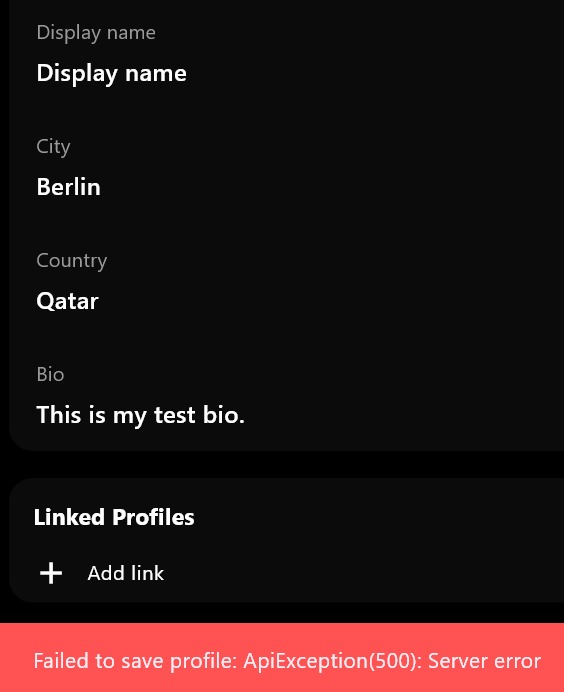 Display name
Display name
City
Berlin
Country
Qatar
Bio
This is my test bio.
Linked Profiles
Add link
Failed to save profile: ApiException(500): Server error